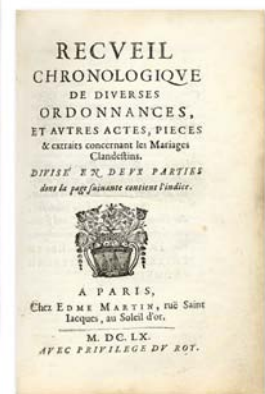 RECVEIL
CHRONOLOGIQVE
DE DIVERSES
ORDONNANCES,
ET AVTRES ACTES, PIECES
& extraits concernant les Mariages
Clandeſtins.
DIVISÉ EN DEVX PARTIES
dont la page ſuiuante contient l'indice.
A PARIS,
Chez EDME MARTIN, ruë Saint
Iacques, au Soleil d'or.
M. DC. LX.
AVEC PRIVILEGE DV ROY.